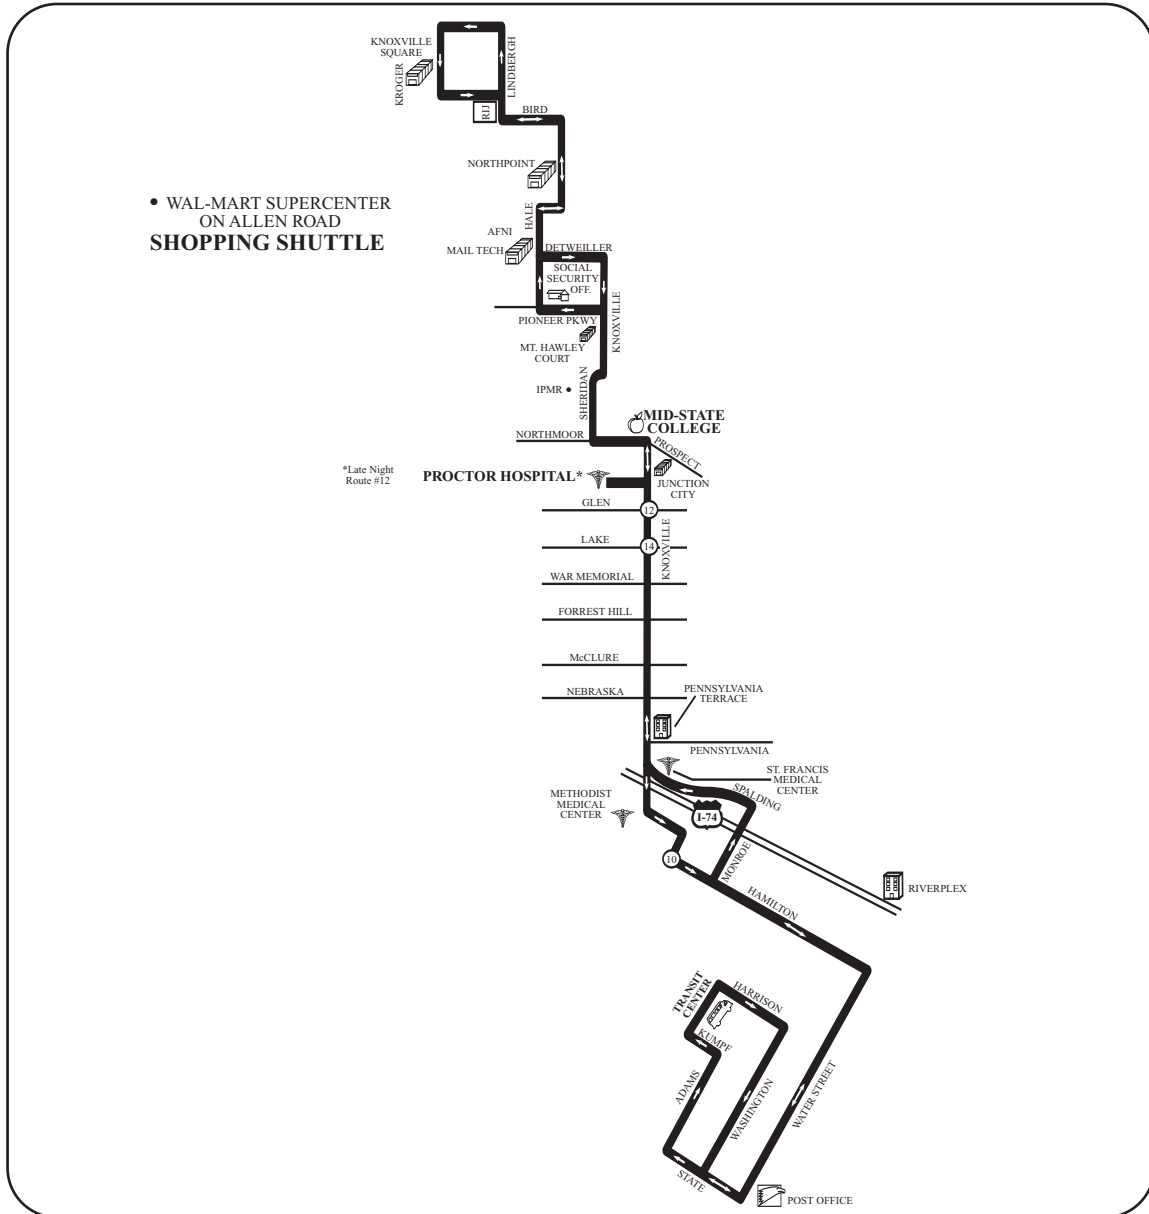 KNOXVILLE
SQUARE
KROGER
LINDBERGH
RIJ
BIRD
NORTHPOINT
• WAL-MART SUPERCENTER
ON ALLEN ROAD
SHOPPING SHUTTLE
HALE
AFNI
MAIL TECH
DETWEILLER
SOCIAL
SECURITY
OFF.
KNOXVILLE
PIONEER PKWY
MT. HAWLEY
COURT
SHERIDAN
IPMR •
MID-STATE
COLLEGE
NORTHMOOR
PROSPECT
*Late Night
Route #12
PROCTOR HOSPITAL*
JUNCTION
CITY
GLEN
12
LAKE
14
KNOXVILLE
WAR MEMORIAL
FORREST HILL
McCLURE
NEBRASKA
PENNSYLVANIA
TERRACE
PENNSYLVANIA
ST. FRANCIS
MEDICAL
CENTER
SPALDING
METHODIST
MEDICAL
CENTER
I-74
10
MONROE
RIVERPLEX
HAMILTON
TRANSIT
CENTER
HARRISON
KUMPF
ADAMS
WASHINGTON
WATER STREET
STATE
POST OFFICE